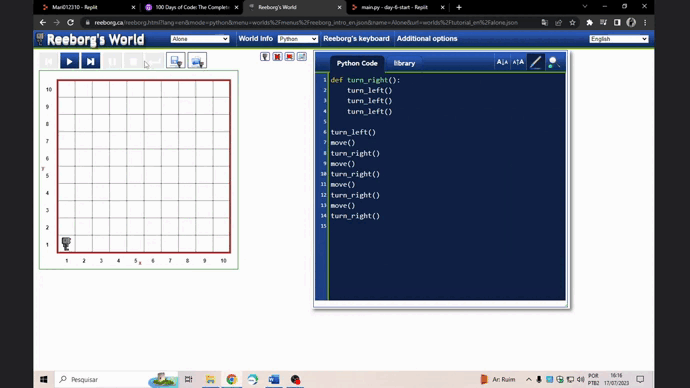 Mari012310 - Replit
100 Days of Code: The Complete
Reeborg's World
main.py - day-6-start - Replit
reeborg.ca/reeborg.html?lang=en&mode=python&menu=worlds%2Fmenus%2Freeborg_intro_en.json&name=Alone&url=worlds%2Ftutorial_en%2Falone.json
Reeborg's World
Alone
World Info
Python
Reeborg's keyboard
Additional options
English
Python Code
library
1 def turn_right():
2 turn_left()
3 turn_left()
4 turn_left()
5
6 turn_left()
7 move()
8 turn_right()
9 move()
10 turn_right()
11 move()
12 turn_right()
13 move()
14 turn_right()
15
10
9
8
7
6
y
5
4
3
2
1
1 2 3 4 5 x 6 7 8 9 10
Pesquisar
Ar: Ruim
POR
PTB2
16:16
17/07/2023